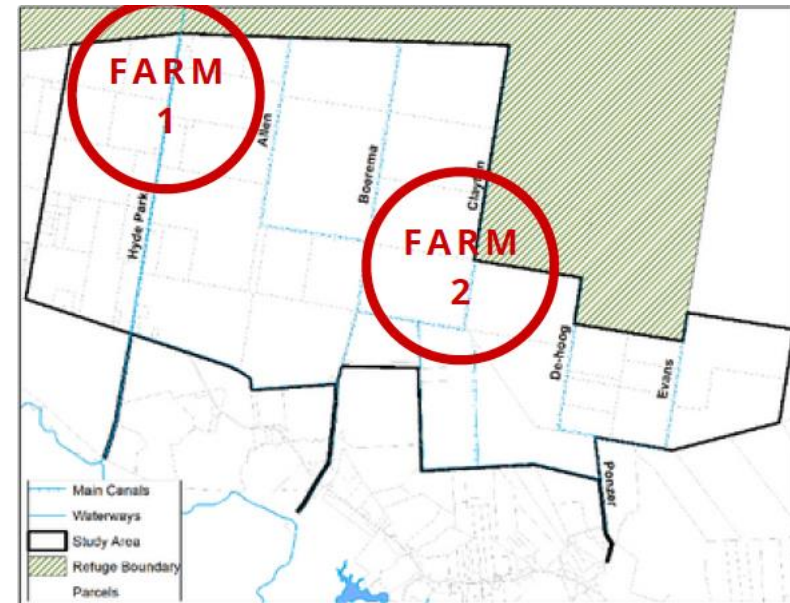 FARM
1
Allen
Boerema
Clayton
Hyde Park
FARM
2
De-hoog
Evans
Ponzer
Main Canals
Waterways
Study Area
Refuge Boundary
Parcels